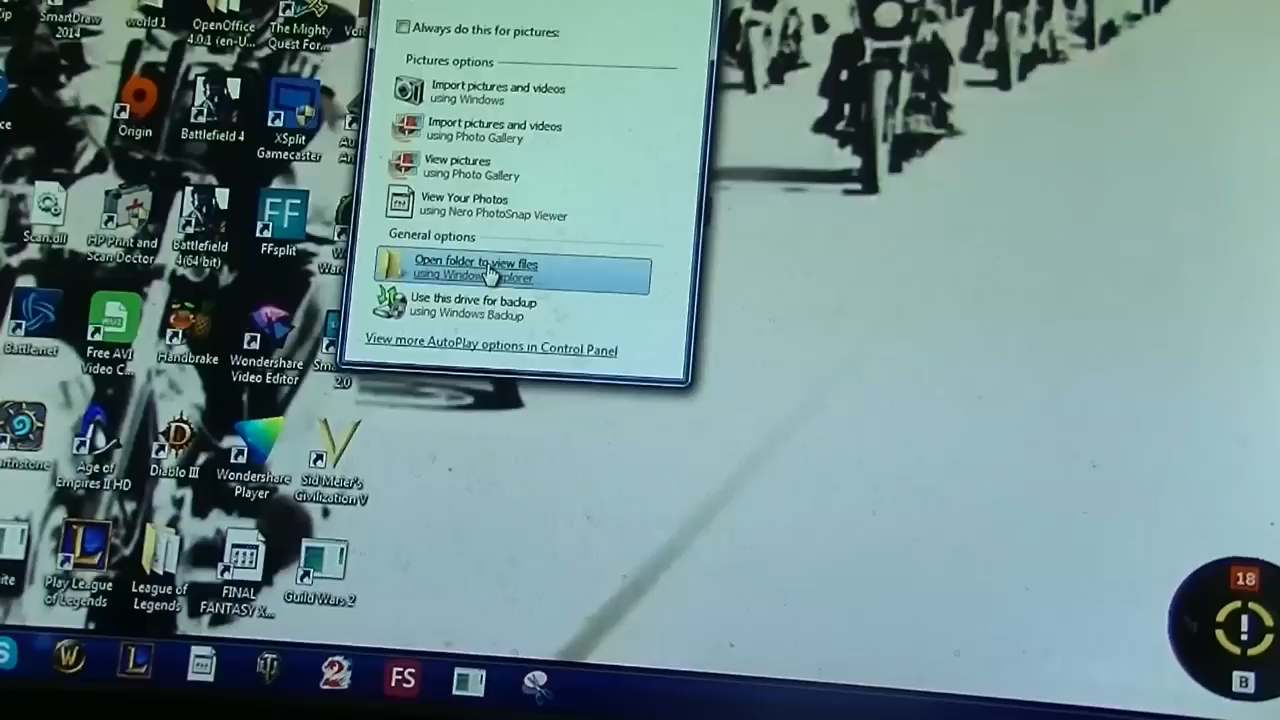 SmartDraw
2014
world 1
OpenOffice
4.0.1 (en-U...
The Mighty
Quest For...
Always do this for pictures:
Pictures options
Import pictures and videos
using Windows
Import pictures and videos
using Photo Gallery
View pictures
using Photo Gallery
View Your Photos
using Nero PhotoSnap Viewer
General options
Open folder to view files
using Windows Explorer
Use this drive for backup
using Windows Backup
View more AutoPlay options in Control Panel
Origin
Battlefield 4
XSplit
Gamecaster
Scan.dll
HP Print and
Scan Doctor
Battlefield
4(64 bit)
FF
FFsplit
Battle.net
Free AVI
Video C...
Handbrake
Wondershare
Video Editor
2.0
Age of
Empires II HD
Diablo III
Wondershare
Player
Sid Meier's
Civilization V
Play League
of Legends
League of
Legends
FINAL
FANTASY X...
Guild Wars 2
FS
18
!
B